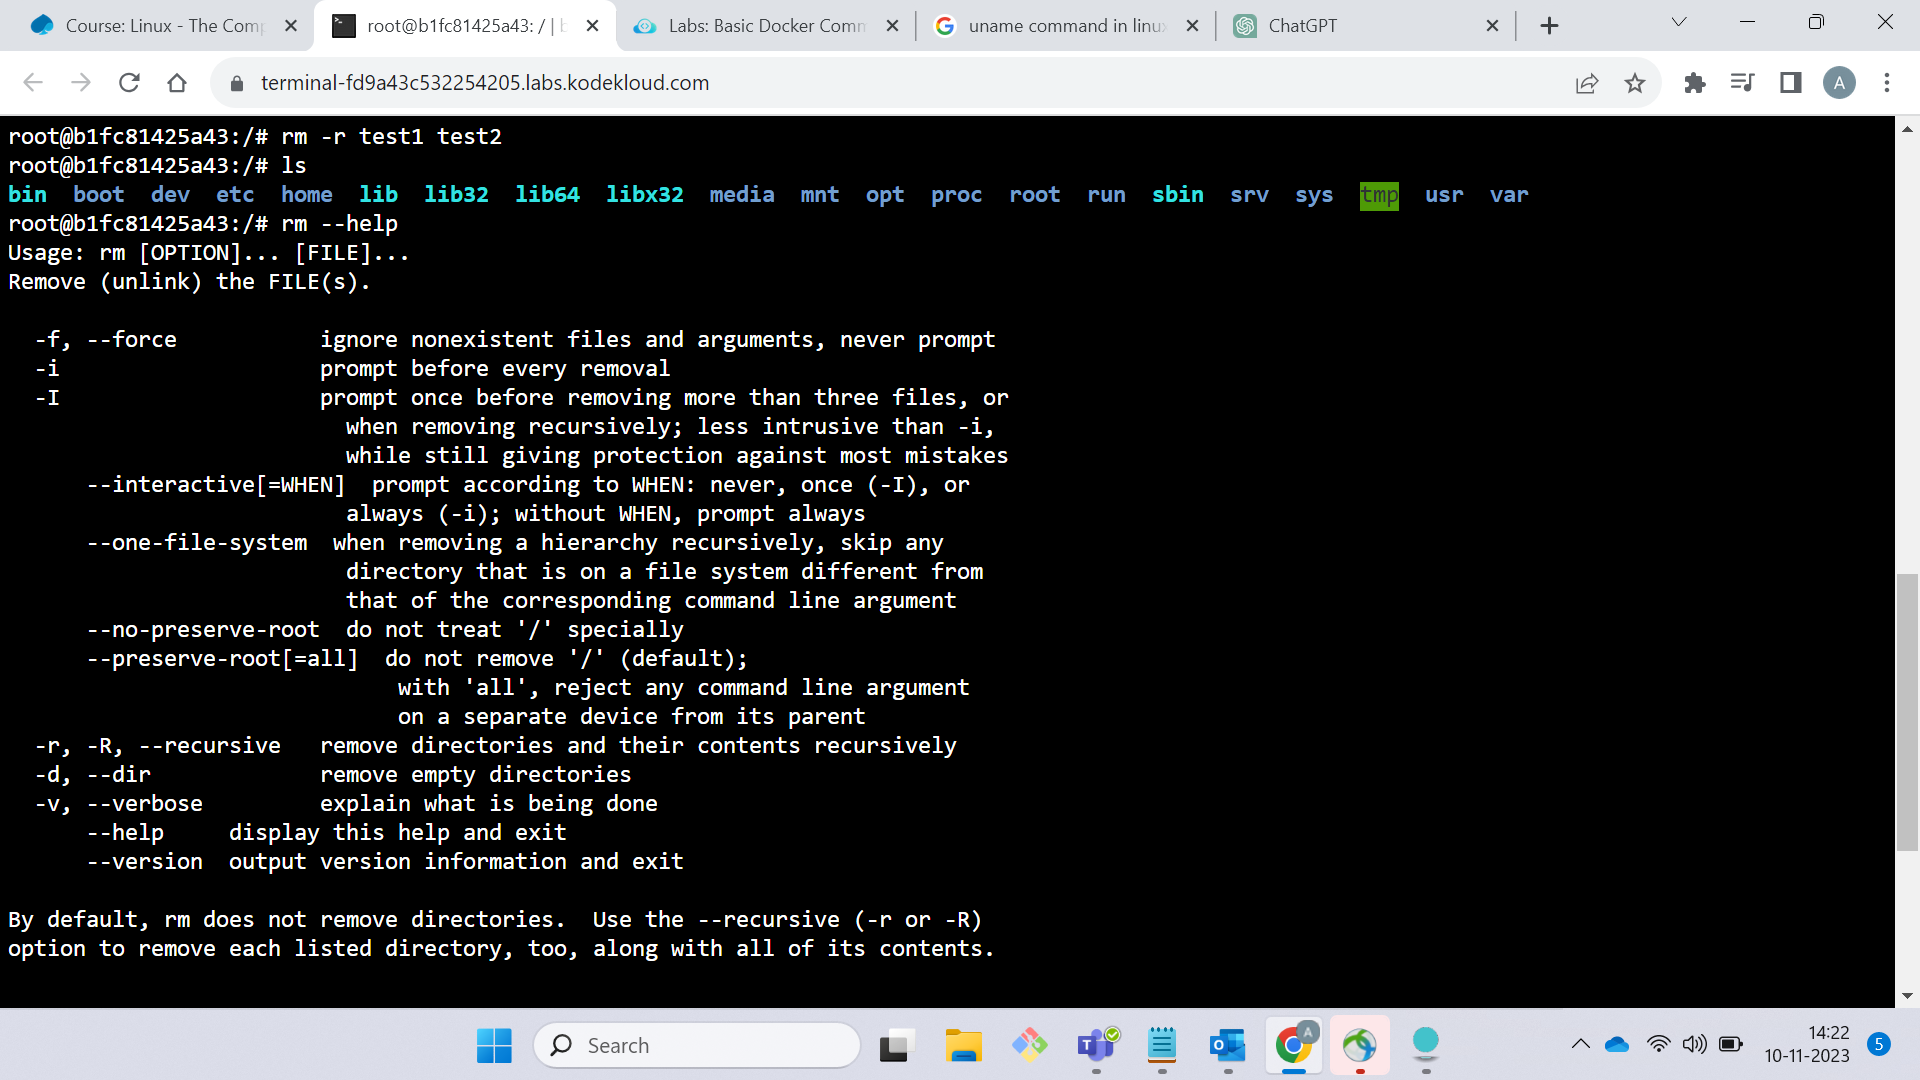 Course: Linux - The Comp
root@b1fc81425a43: / | b
Labs: Basic Docker Comm
uname command in linux
ChatGPT
terminal-fd9a43c532254205.labs.kodekloud.com
A
root@b1fc81425a43:/# rm -r test1 test2
root@b1fc81425a43:/# ls
bin  boot  dev  etc  home  lib  lib32  lib64  libx32  media  mnt  opt  proc  root  run  sbin  srv  sys  tmp  usr  var
root@b1fc81425a43:/# rm --help
Usage: rm [OPTION]... [FILE]...
Remove (unlink) the FILE(s).
  -f, --force           ignore nonexistent files and arguments, never prompt
  -i                    prompt before every removal
  -I                    prompt once before removing more than three files, or
                          when removing recursively; less intrusive than -i,
                          while still giving protection against most mistakes
      --interactive[=WHEN]  prompt according to WHEN: never, once (-I), or
                          always (-i); without WHEN, prompt always
      --one-file-system  when removing a hierarchy recursively, skip any
                          directory that is on a file system different from
                          that of the corresponding command line argument
      --no-preserve-root  do not treat '/' specially
      --preserve-root[=all]  do not remove '/' (default);
                              with 'all', reject any command line argument
                              on a separate device from its parent
  -r, -R, --recursive   remove directories and their contents recursively
  -d, --dir             remove empty directories
  -v, --verbose         explain what is being done
      --help     display this help and exit
      --version  output version information and exit
By default, rm does not remove directories.  Use the --recursive (-r or -R)
option to remove each listed directory, too, along with all of its contents.
Search
T
O
A
14:22
10-11-2023
5